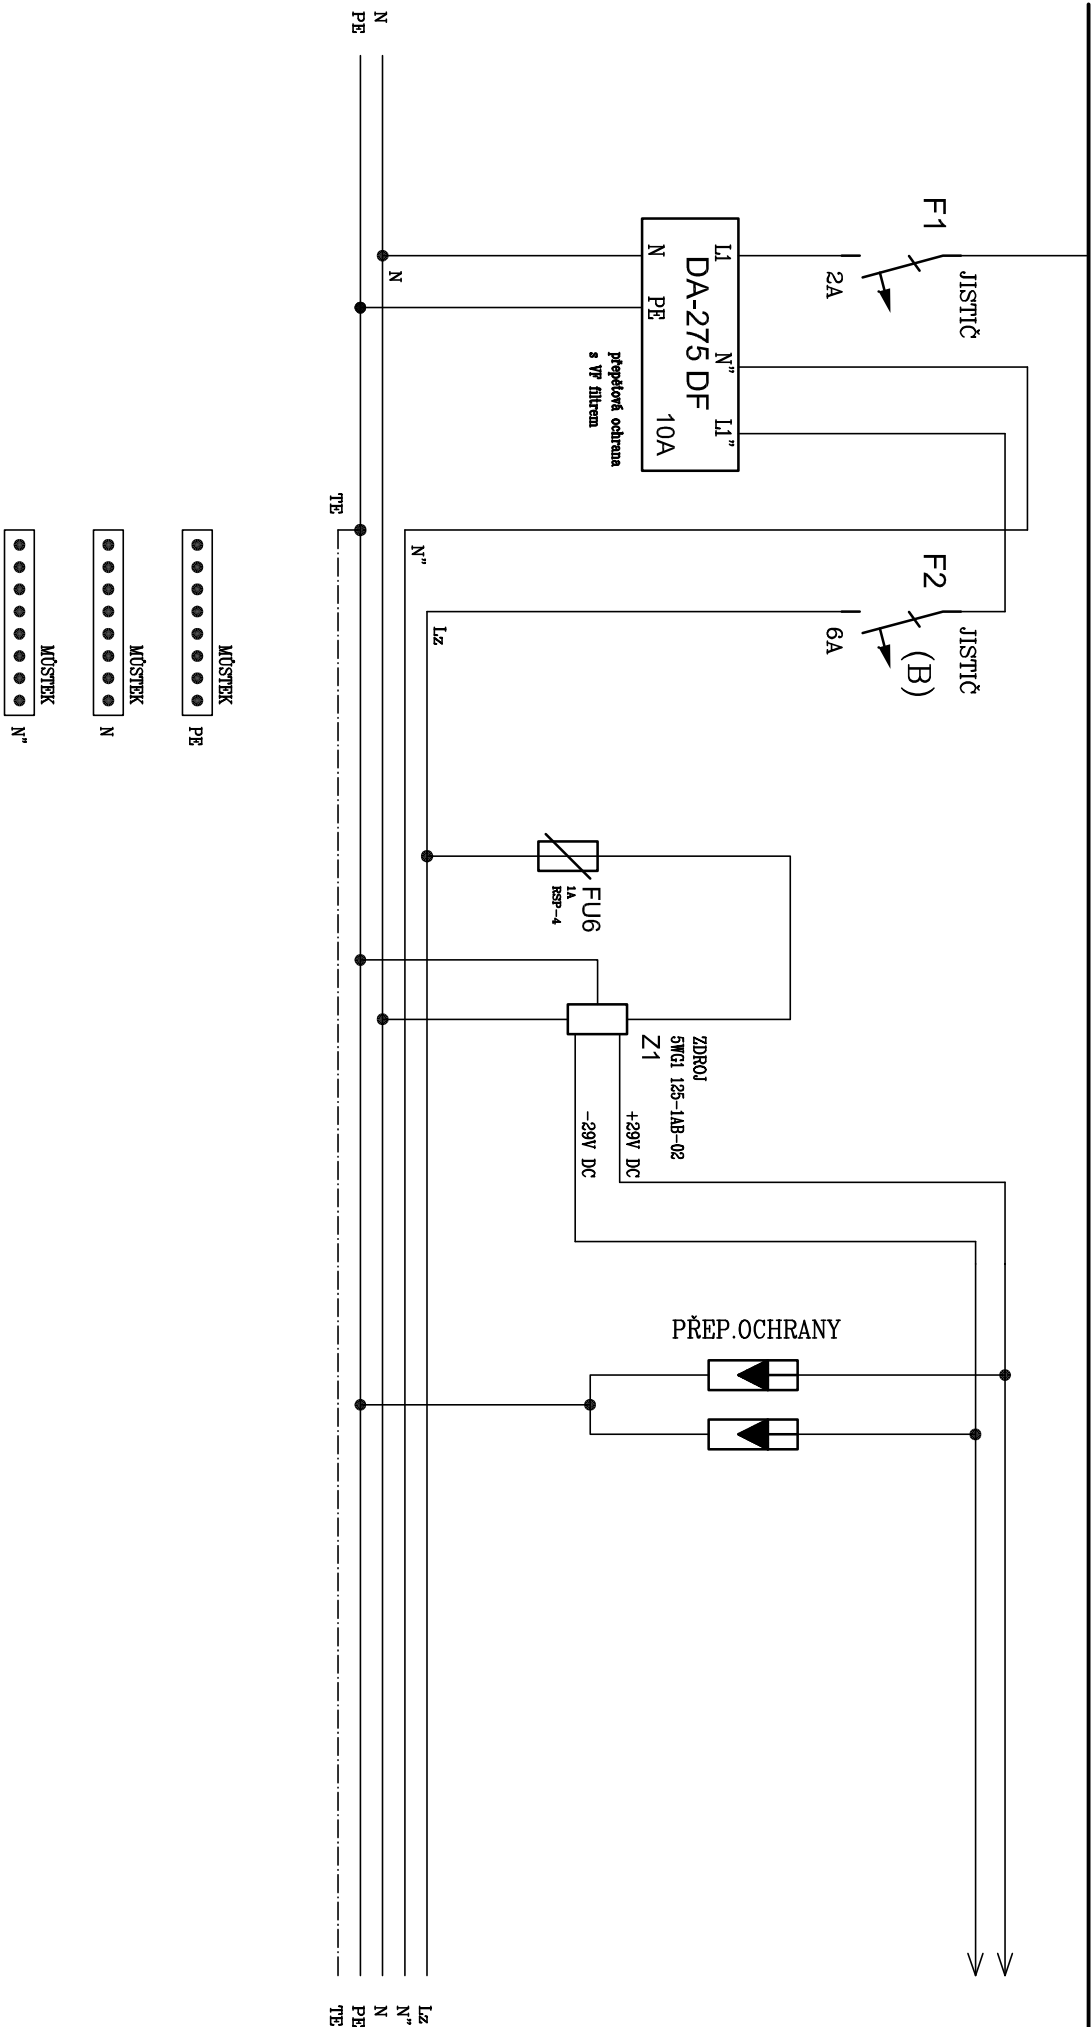 N
PE
F1
JISTIČ
2A
L1
N
DA-275 DF
PE
N"
L1"
10A
přepěťová ochrana
s VF filtrem
N
F2
JISTIČ
6A
(B)
TE
N"
Lz
MŮSTEK
PE
MŮSTEK
N
MŮSTEK
N"
FU6
1A
RSP-4
ZDROJ
5WG1 125-1AB-02
Z1
+29V DC
-29V DC
PŘEP.OCHRANY
Lz
N"
N
PE
TE